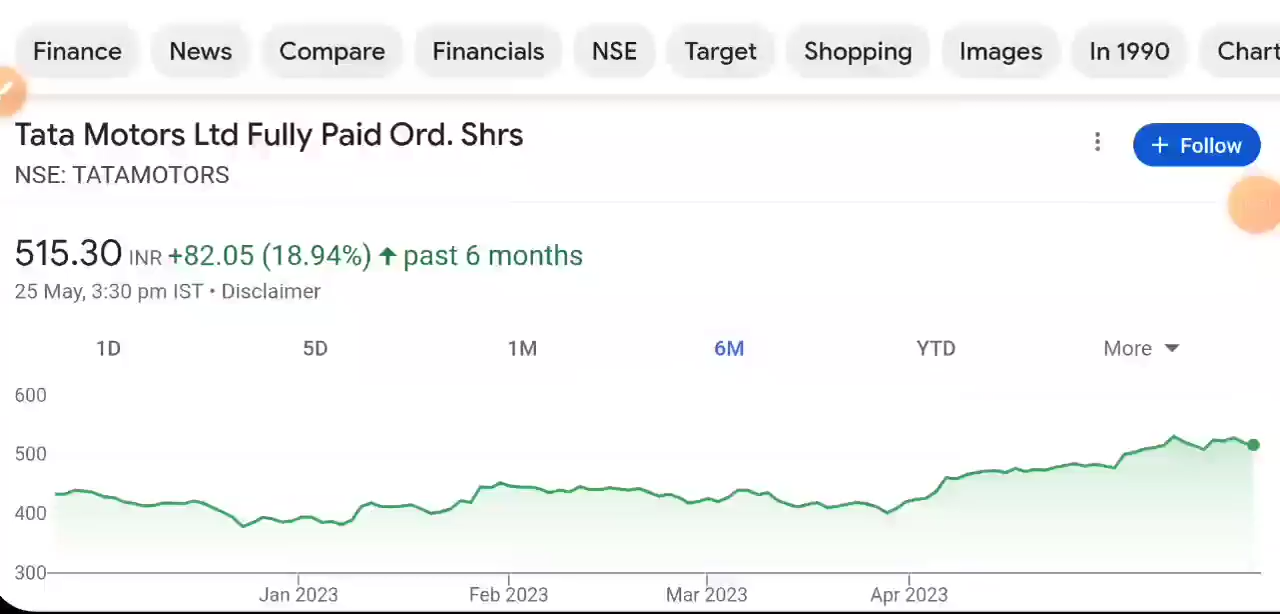 Finance News Compare Financials NSE Target Shopping Images In 1990 Chart
Tata Motors Ltd Fully Paid Ord. Shrs
+ Follow
NSE: TATAMOTORS
515.30 INR +82.05 (18.94%) ↑ past 6 months
25 May, 3:30 pm IST • Disclaimer
1D 5D 1M 6M YTD More
600
500
400
300
Jan 2023 Feb 2023 Mar 2023 Apr 2023